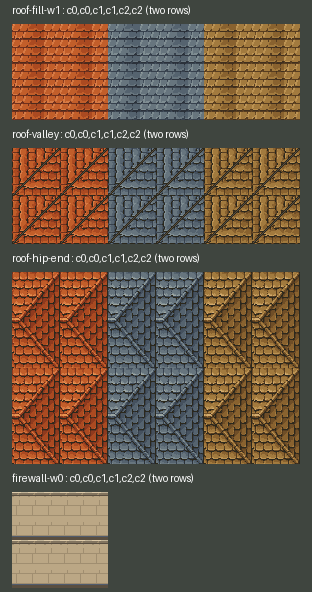 roof-fill-w1 : c0,c0,c1,c1,c2,c2 (two rows)
roof-valley : c0,c0,c1,c1,c2,c2 (two rows)
roof-hip-end : c0,c0,c1,c1,c2,c2 (two rows)
firewall-w0 : c0,c0,c1,c1,c2,c2 (two rows)